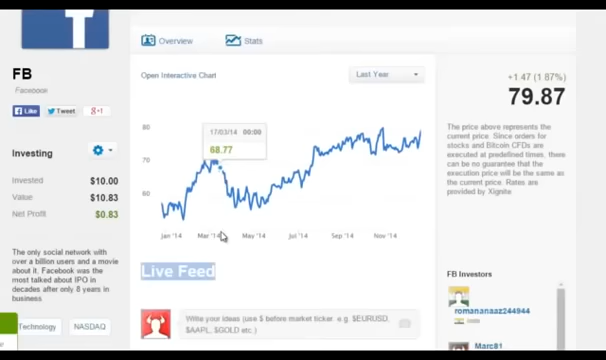 Overview
Stats
FB
Facebook
Like
Tweet
g+1
Open Interactive Chart
Last Year
+1.47 (1.87%)
79.87
17/03/14 00:00
68.77
80
70
60
Jan '14
Mar '14
May '14
Jul '14
Sep '14
Nov '14
Investing
Invested $10.00
Value $10.83
Net Profit $0.83
The only social network with
over a billion users and a movie
about it. Facebook was the
most talked about IPO in
decades after only 8 years in
business.
Technology
NASDAQ
The price above represents the
current price. Since orders for
stocks and Bitcoin CFDs are
executed at predefined times, there
can be no guarantee that the
execution price will be the same as
the current price. Rates are
provided by Xignite
Live Feed
Write your ideas (use $ before market ticker. e.g. $EURUSD,
$AAPL, $GOLD etc.)
FB Investors
romananaaz244944
Marc81